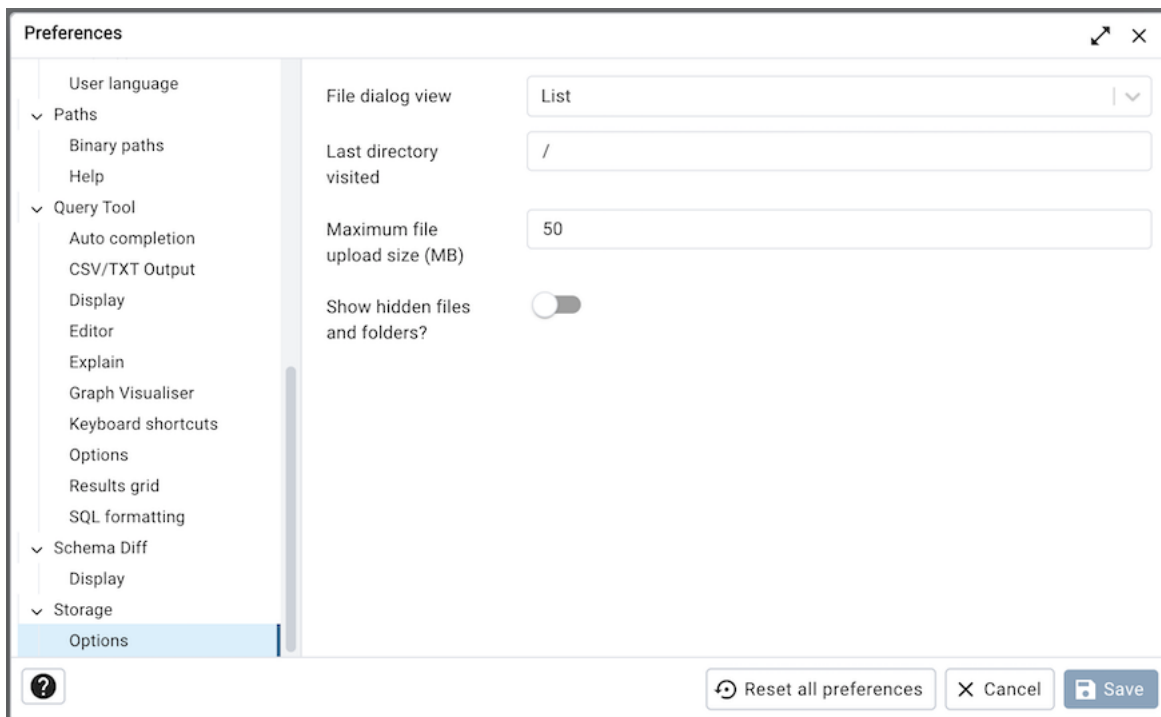 Preferences
User language
Paths
Binary paths
Help
Query Tool
Auto completion
CSV/TXT Output
Display
Editor
Explain
Graph Visualiser
Keyboard shortcuts
Options
Results grid
SQL formatting
Schema Diff
Display
Storage
Options
File dialog view
List
Last directory
visited
/
Maximum file
upload size (MB)
50
Show hidden files
and folders?
?
Reset all preferences
Cancel
Save